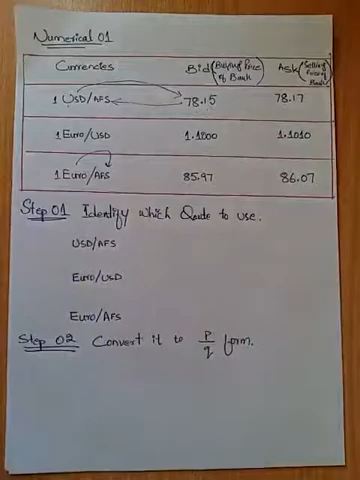 Numerical 01
Currencies Bid (Buying Price of Bank) Ask (Selling Price of Bank)
1 USD/AFS 78.15 78.17
1 Euro/USD 1.1000 1.1010
1 Euro/AFS 85.97 86.07
Step 01 Identify which Quote to use.
USD/AFS
Euro/USD
Euro/AFS
Step 02 Convert it to P/q form.